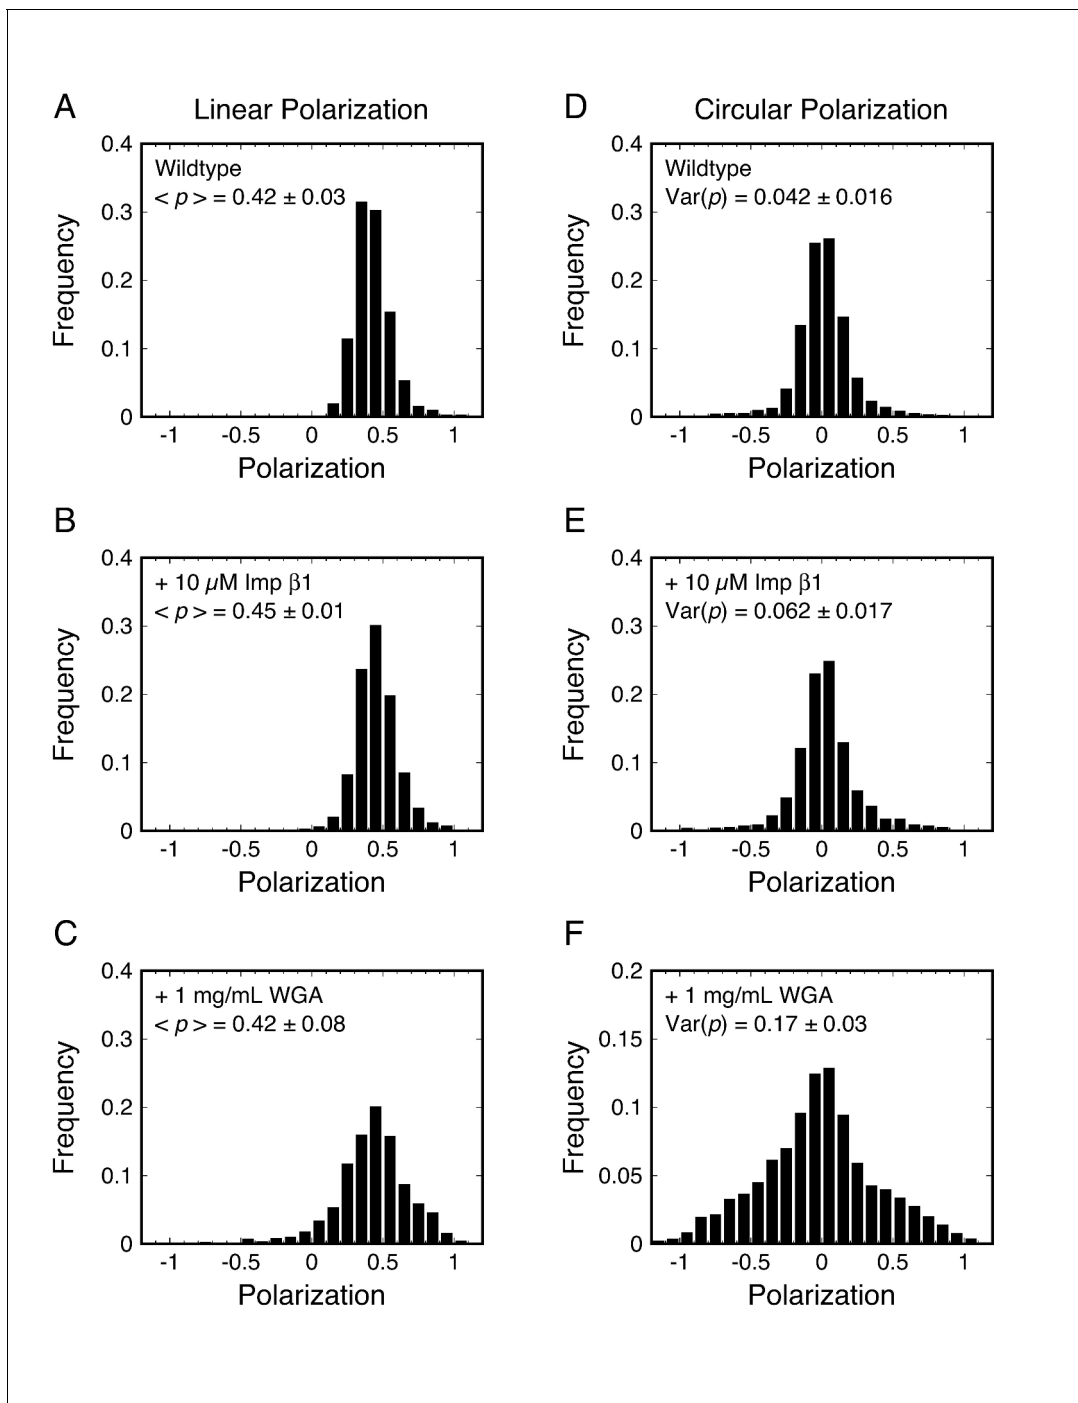 A
Linear Polarization
Wildtype
< p > = 0.42 ± 0.03
0.4
0.3
0.2
0.1
0
Frequency
-1 -0.5 0 0.5 1
Polarization
B
+ 10 µM Imp β1
< p > = 0.45 ± 0.01
0.4
0.3
0.2
0.1
0
Frequency
-1 -0.5 0 0.5 1
Polarization
C
+ 1 mg/mL WGA
< p > = 0.42 ± 0.08
0.4
0.3
0.2
0.1
0
Frequency
-1 -0.5 0 0.5 1
Polarization
D
Circular Polarization
Wildtype
Var(p) = 0.042 ± 0.016
0.4
0.3
0.2
0.1
0
Frequency
-1 -0.5 0 0.5 1
Polarization
E
+ 10 µM Imp β1
Var(p) = 0.062 ± 0.017
0.4
0.3
0.2
0.1
0
Frequency
-1 -0.5 0 0.5 1
Polarization
F
+ 1 mg/mL WGA
Var(p) = 0.17 ± 0.03
0.2
0.15
0.1
0.05
0
Frequency
-1 -0.5 0 0.5 1
Polarization